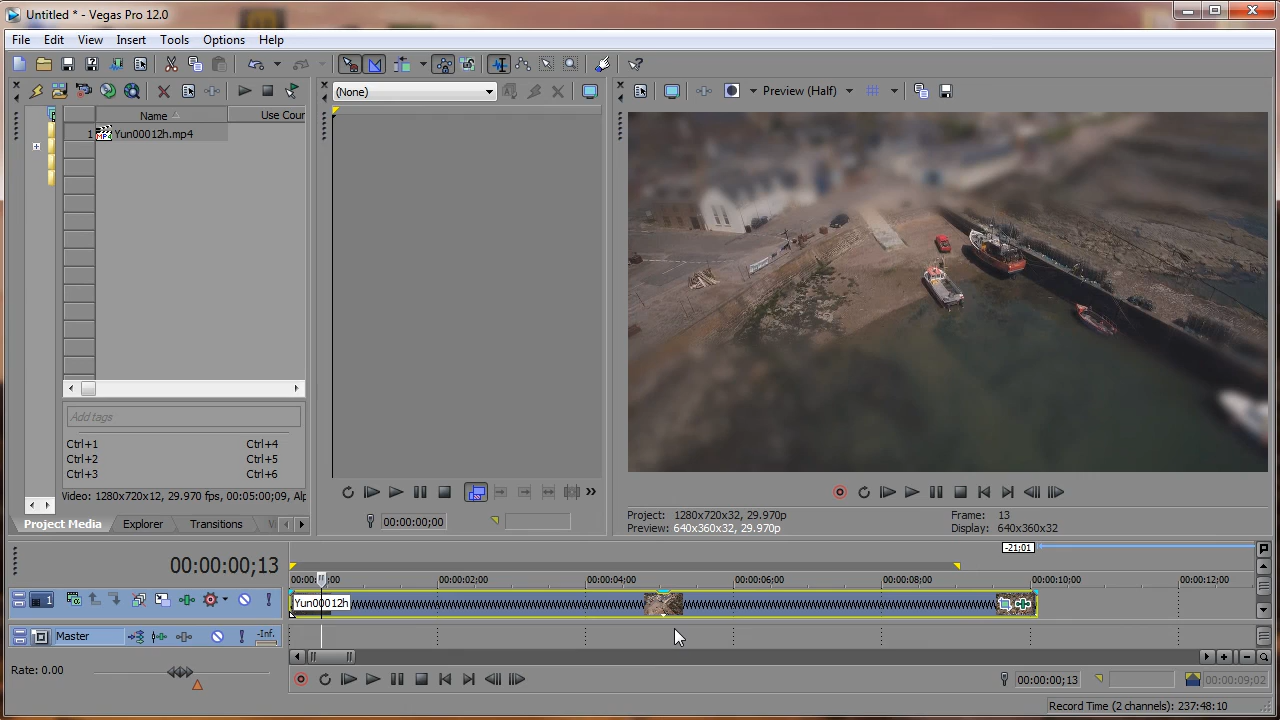 Untitled * - Vegas Pro 12.0
File Edit View Insert Tools Options Help
(None)
Preview (Half)
Name
Use Coun
1 Yun00012h.mp4
Add tags
Ctrl+1 Ctrl+4
Ctrl+2 Ctrl+5
Ctrl+3 Ctrl+6
Video: 1280x720x12, 29.970 fps, 00:05:00;09, Alp
00:00:00;00
Project: 1280x720x32, 29.970p
Preview: 640x360x32, 29.970p
Frame: 13
Display: 640x360x32
Project Media Explorer Transitions
-21:01
00:00:00;13
00:00:02;00 00:00:04;00 00:00:06;00 00:00:08;00 00:00:10;00 00:00:12;00
1
Yun00012h
Master
-Inf.
Rate: 0.00
00:00:00;13
00:00:09;02
Record Time (2 channels): 237:48:10